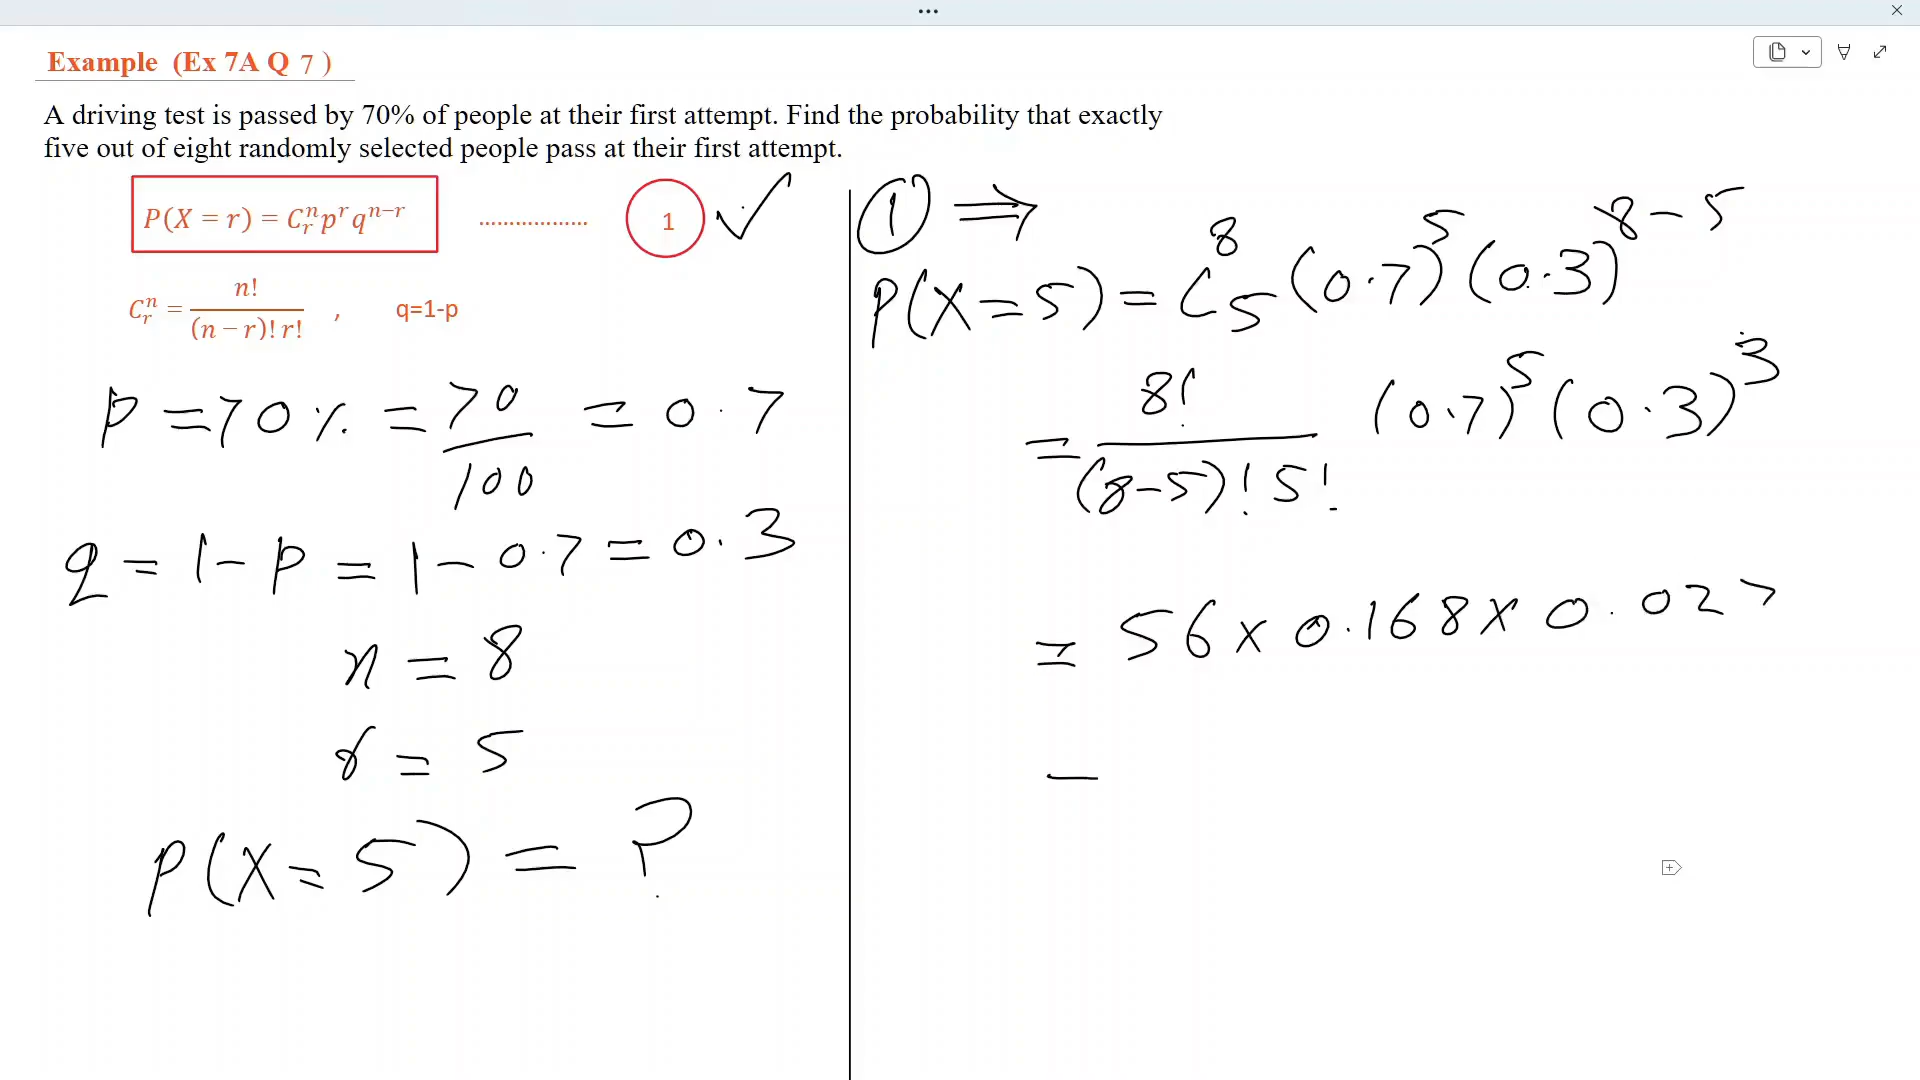 Example (Ex 7A Q 7 )
A driving test is passed by 70% of people at their first attempt. Find the probability that exactly
five out of eight randomly selected people pass at their first attempt.
P(X = r) = C^n_r p^r q^{n-r} .................. 1 ✓
C^n_r = n! / (n − r)! r! , q=1-p
p = 70% = 70/100 = 0.7
q = 1 - p = 1 - 0.7 = 0.3
n = 8
r = 5
P(X = 5) = ?
① ⇒
P(X = 5) = C^8_5 (0.7)^5 (0.3)^{8-5}
= 8! / (8-5)! 5! (0.7)^5 (0.3)^3
= 56 x 0.168 x 0.027